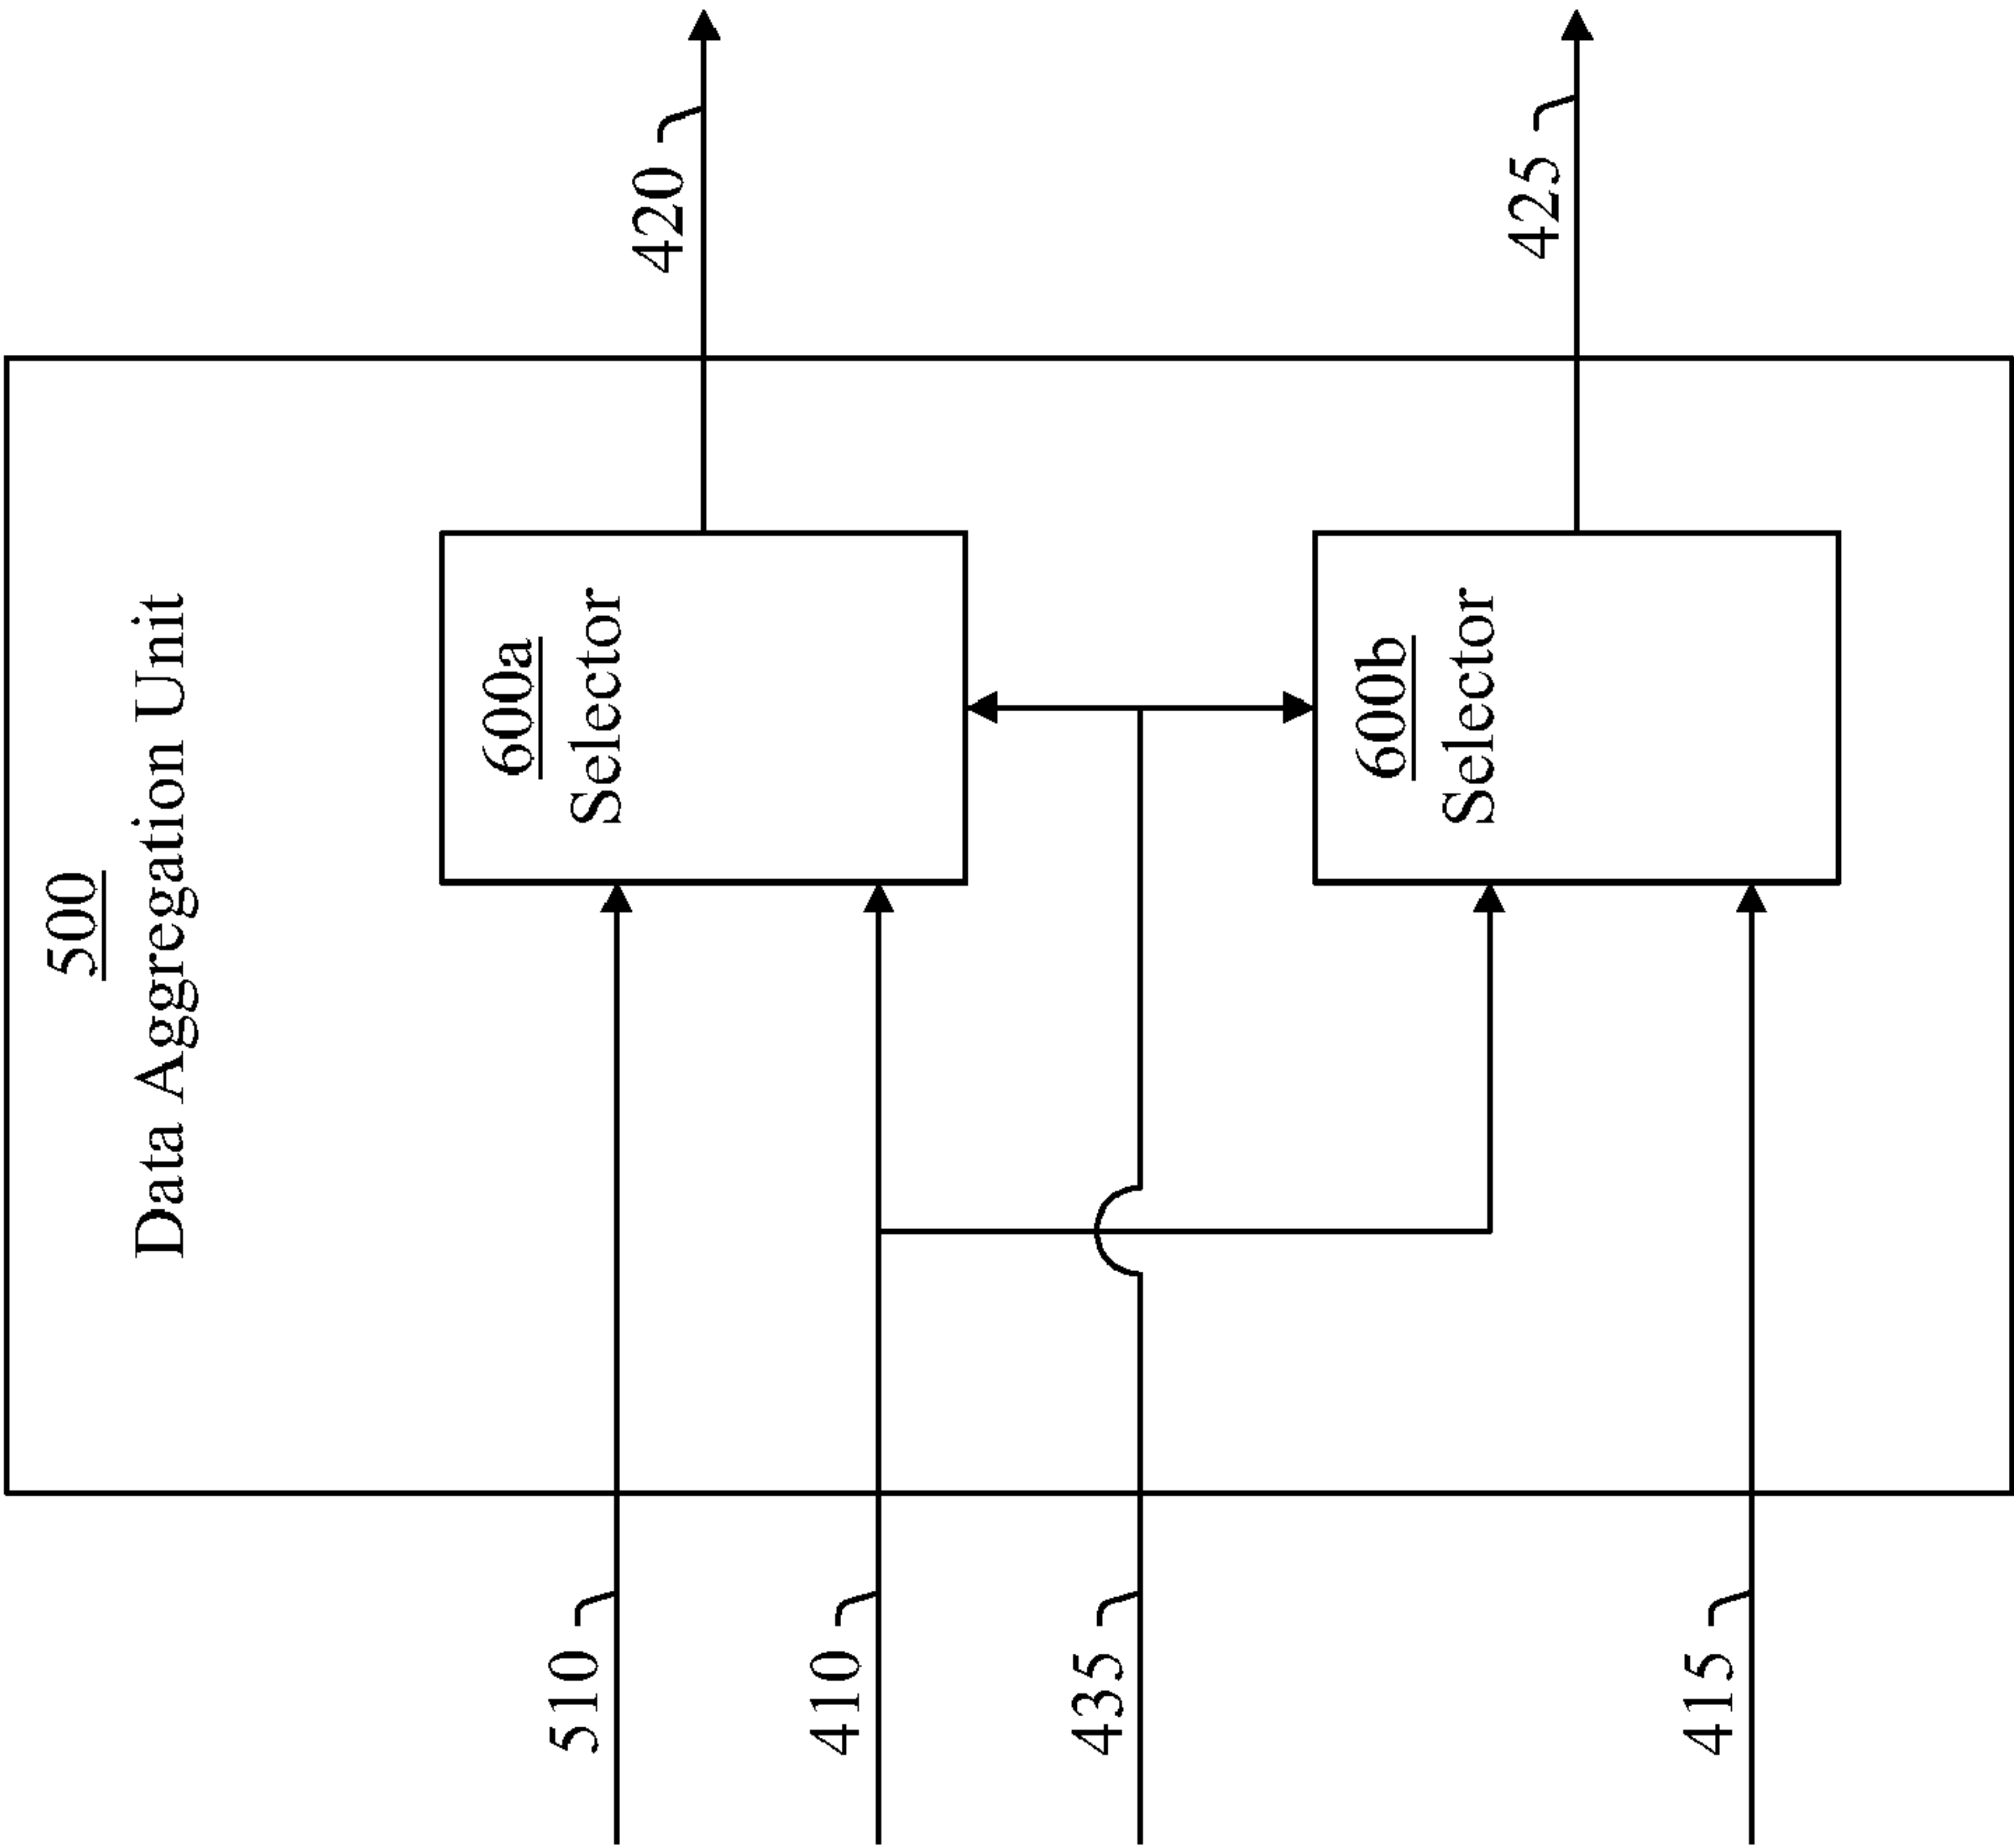 500
Data Aggregation Unit
510
410
435
415
600a
Selector
600b
Selector
420
425